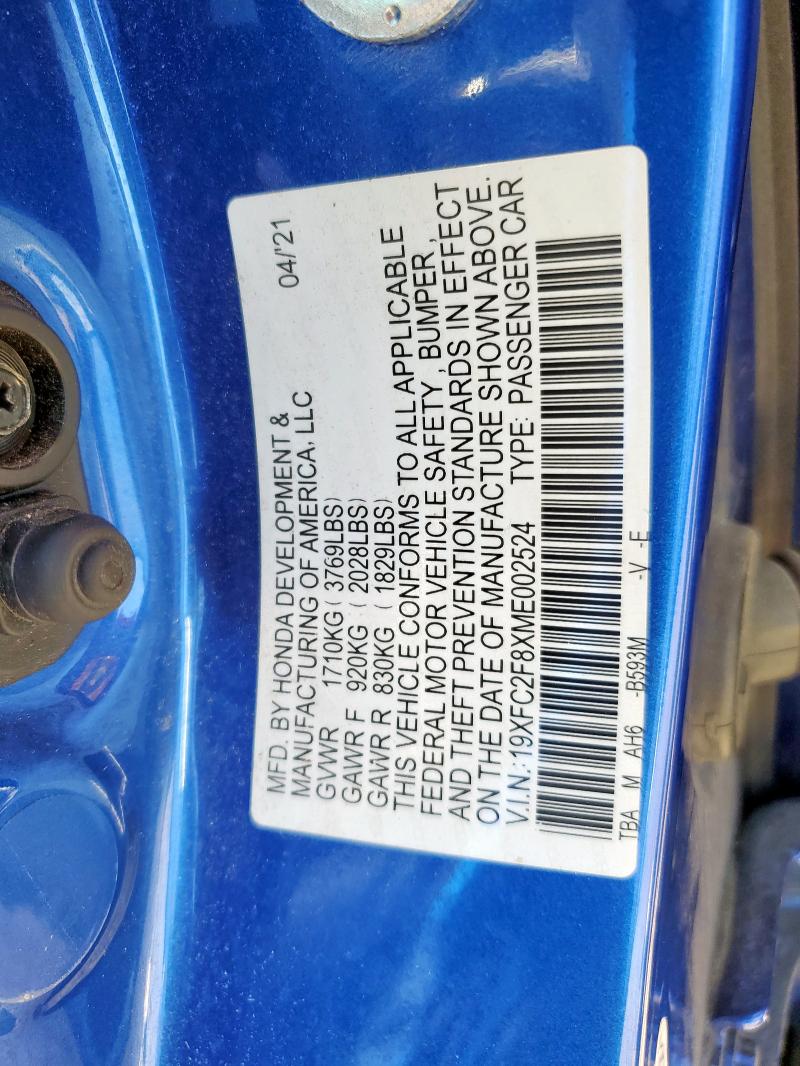 MFD. BY HONDA DEVELOPMENT &
MANUFACTURING OF AMERICA, LLC 04/'21
GVWR 1710KG ( 3769LBS)
GAWR F 920KG ( 2028LBS)
GAWR R 830KG ( 1829LBS)
THIS VEHICLE CONFORMS TO ALL APPLICABLE
FEDERAL MOTOR VEHICLE SAFETY , BUMPER ,
AND THEFT PREVENTION STANDARDS IN EFFECT
ON THE DATE OF MANUFACTURE SHOWN ABOVE.
V.I.N.: 19XFC2F8XME002524 TYPE: PASSENGER CAR
TBA M AH6 -B593M -V -E